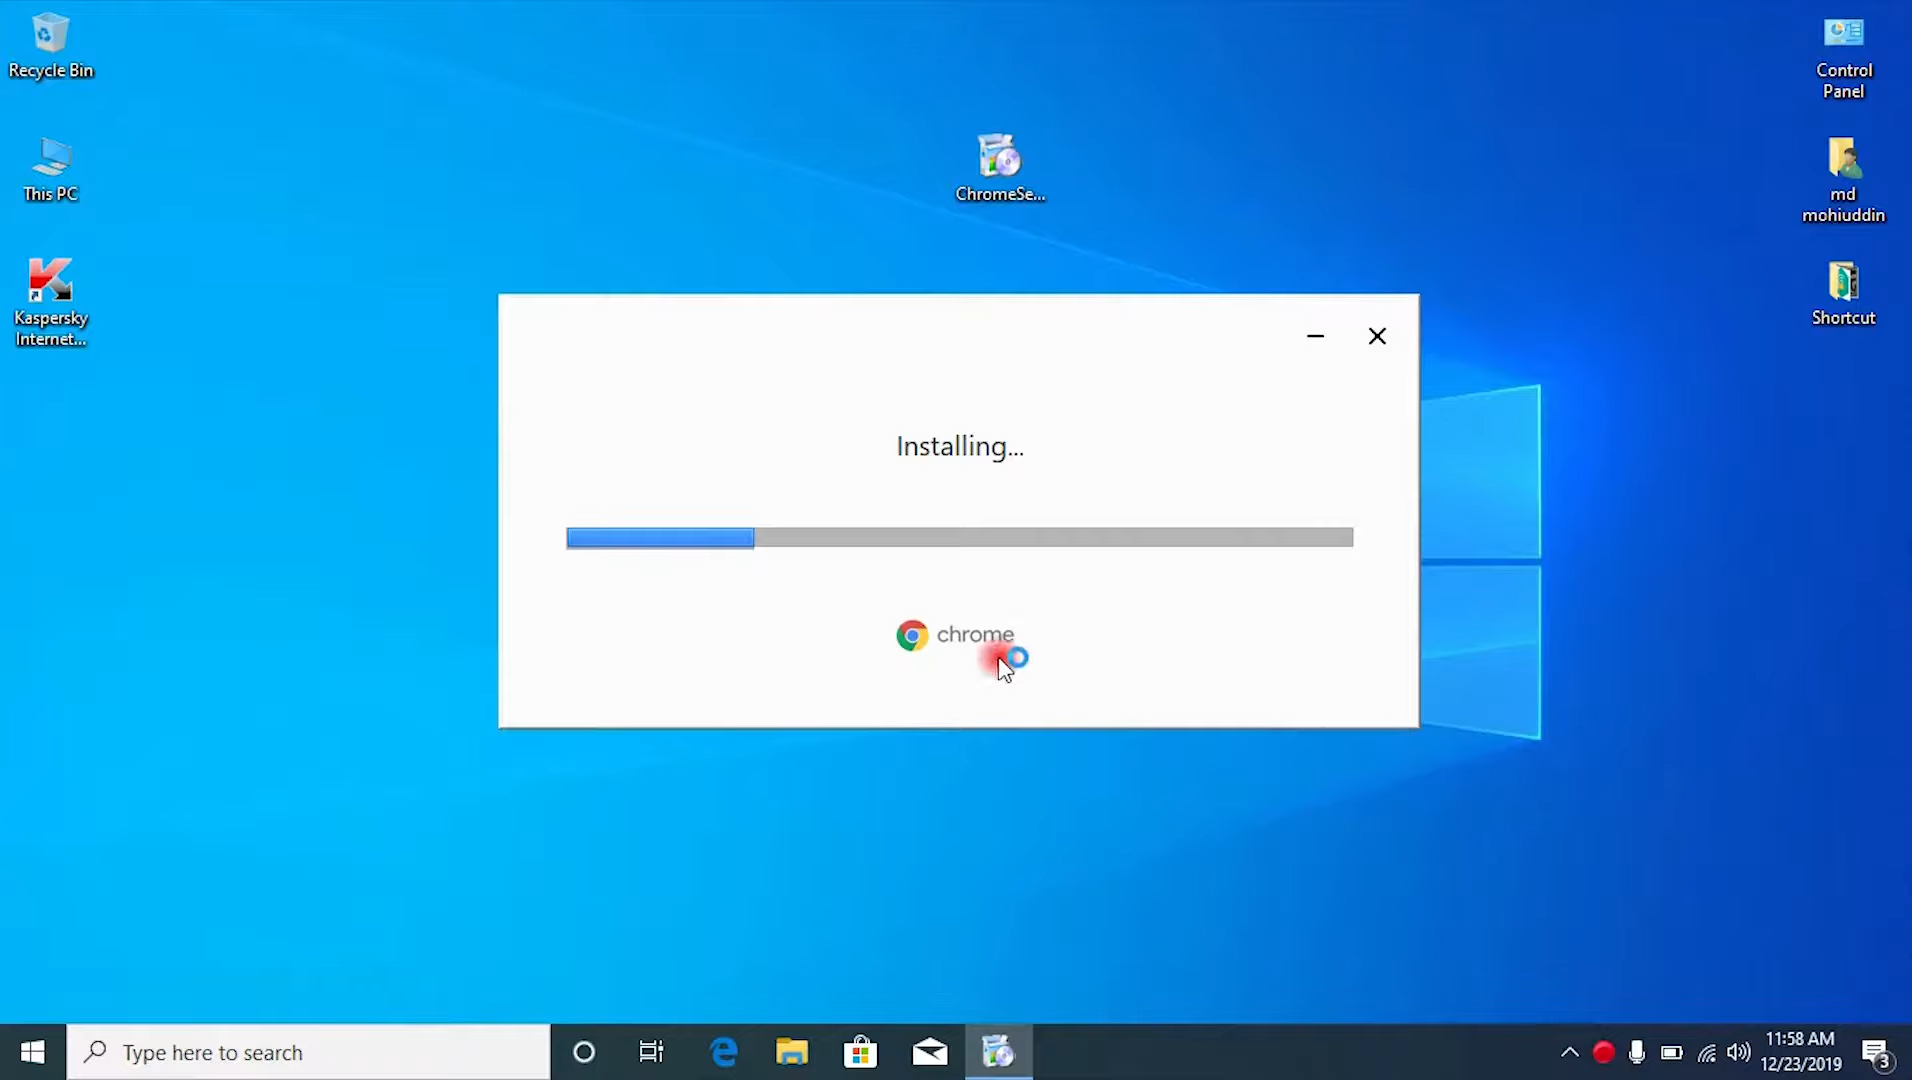 Recycle Bin
This PC
Kaspersky
Internet...
ChromeSe...
Control
Panel
md
mohiuddin
Shortcut
Installing...
chrome
Type here to search
11:58 AM
12/23/2019
3